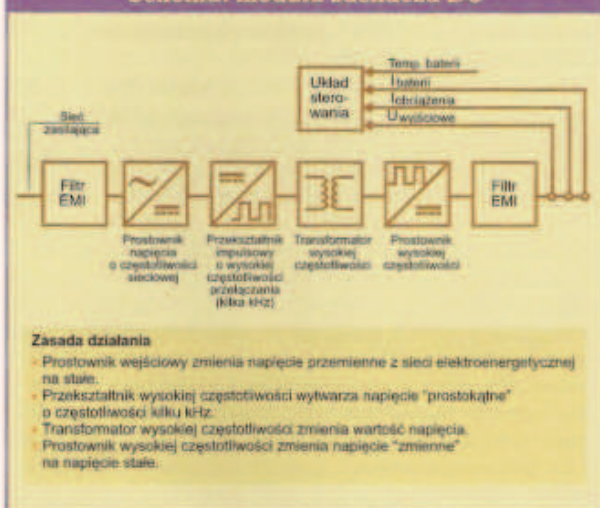 Temp. baterii
I baterii
I obciążenia
U wyjściowe
Układ
stero-
wania
Sieć
zasilająca
Filtr
EMI
Filtr
EMI
Prostownik
napięcia
o częstotliwości
sieciowej
Przekształtnik
impulsowy
o wysokiej
częstotliwości
przełączania
(kilka kHz)
Transformator
wysokiej
częstotliwości
Prostownik
wysokiej
częstotliwości
Zasada działania
Prostownik wejściowy zmienia napięcie przemienne z sieci elektroenergetycznej
na stałe.
Przekształtnik wysokiej częstotliwości wytwarza napięcie "prostokątne"
o częstotliwości kilku kHz.
Transformator wysokiej częstotliwości zmienia wartość napięcia.
Prostownik wysokiej częstotliwości zmienia napięcie "zmienne"
na napięcie stałe.